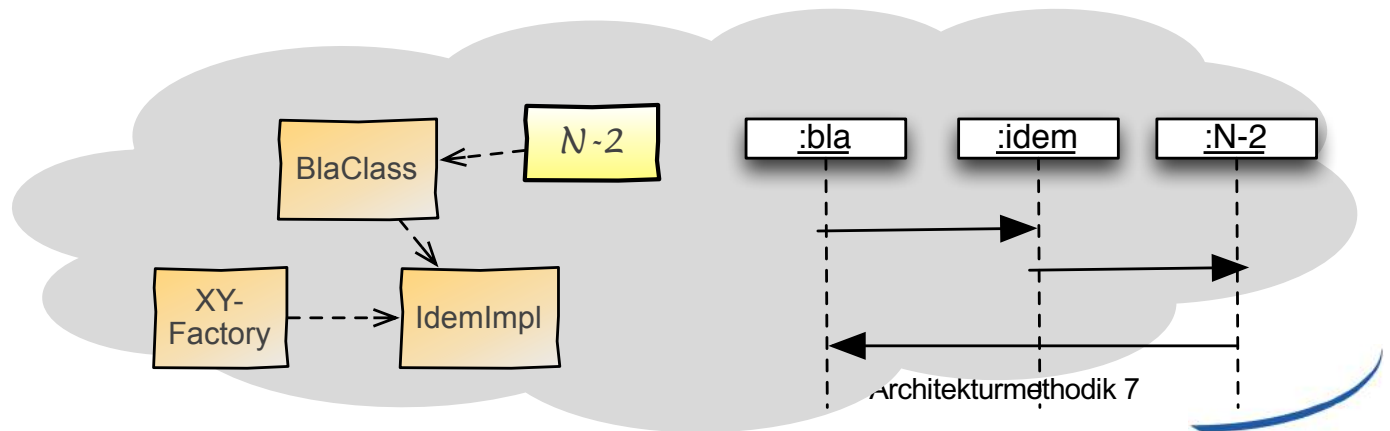 BlaClass
N-2
XY-
Factory
IdemImpl
:bla
:idem
:N-2
Architekturmethodik 7